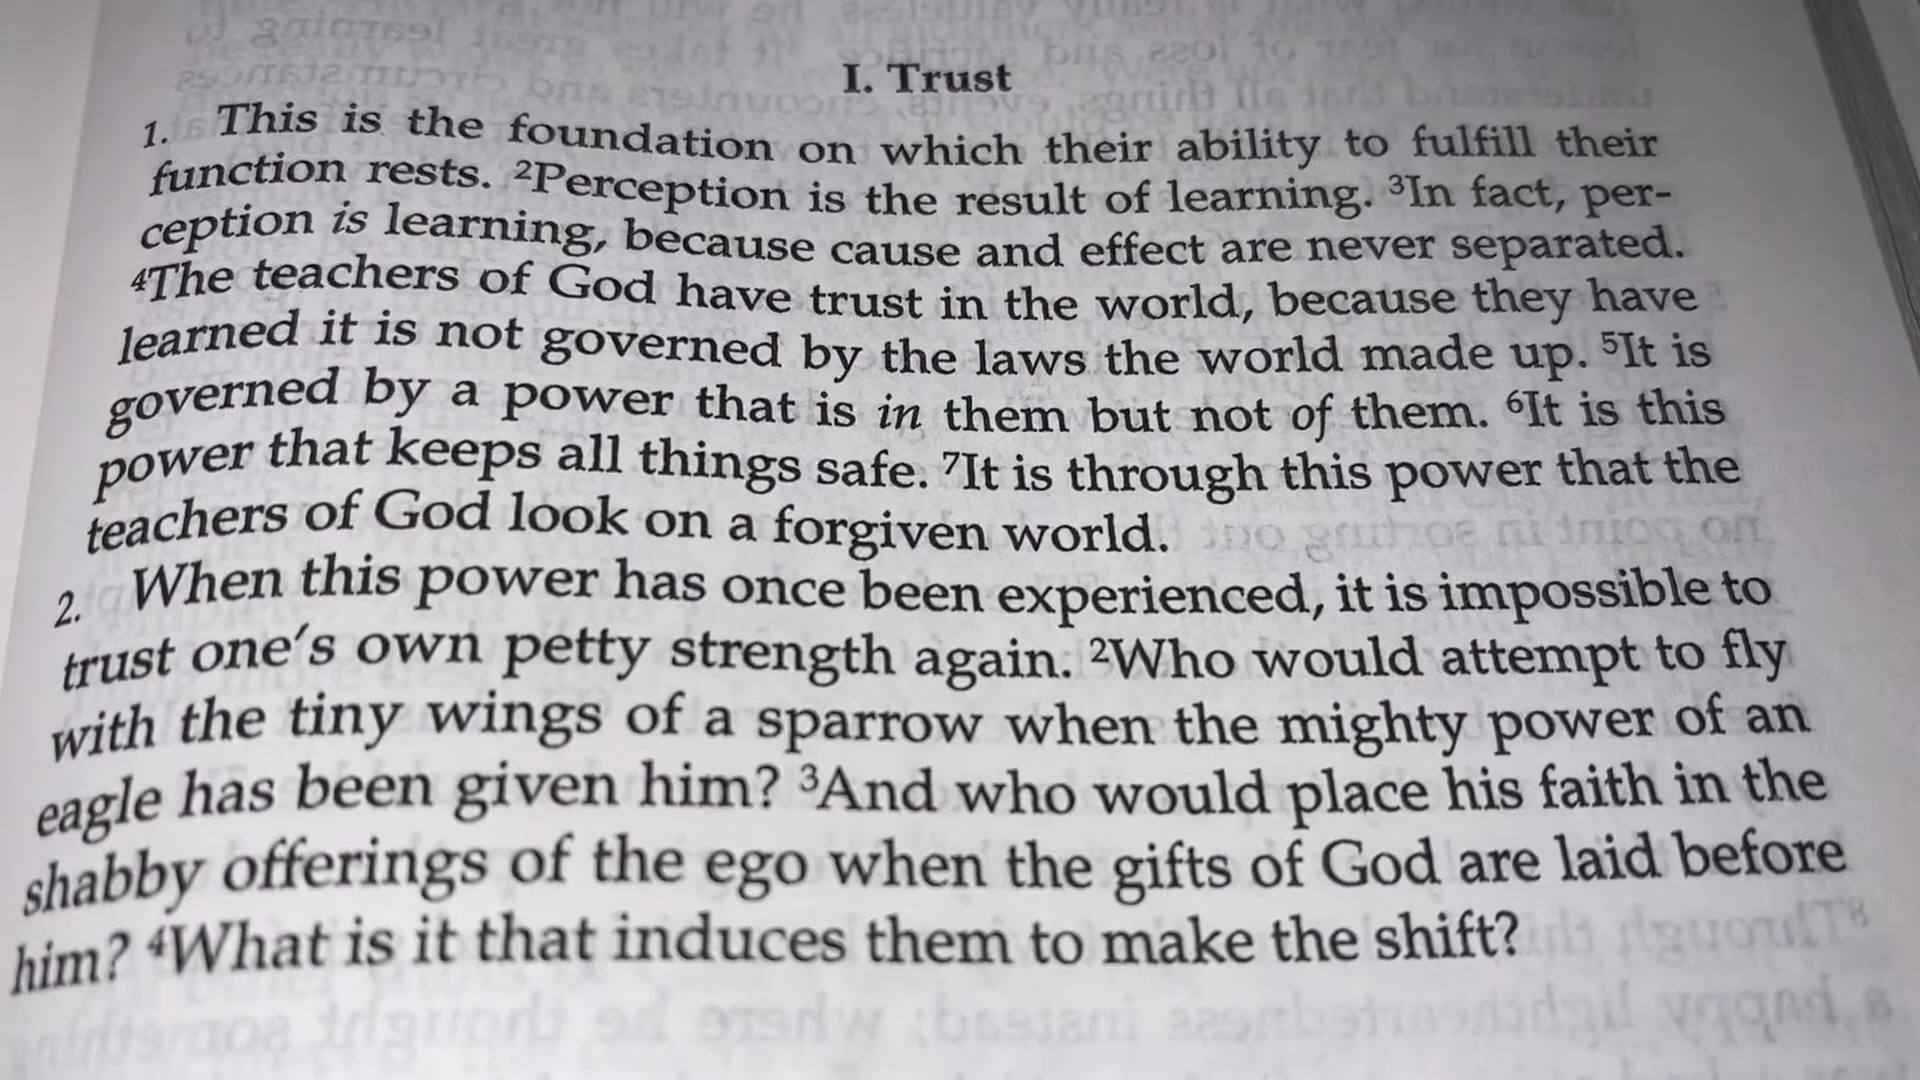 I. Trust
1. This is the foundation on which their ability to fulfill their
function rests. ²Perception is the result of learning. ³In fact, per-
ception is learning, because cause and effect are never separated.
⁴The teachers of God have trust in the world, because they have
learned it is not governed by the laws the world made up. ⁵It is
governed by a power that is in them but not of them. ⁶It is this
power that keeps all things safe. ⁷It is through this power that the
teachers of God look on a forgiven world.
2. When this power has once been experienced, it is impossible to
trust one's own petty strength again. ²Who would attempt to fly
with the tiny wings of a sparrow when the mighty power of an
eagle has been given him? ³And who would place his faith in the
shabby offerings of the ego when the gifts of God are laid before
him? ⁴What is it that induces them to make the shift?